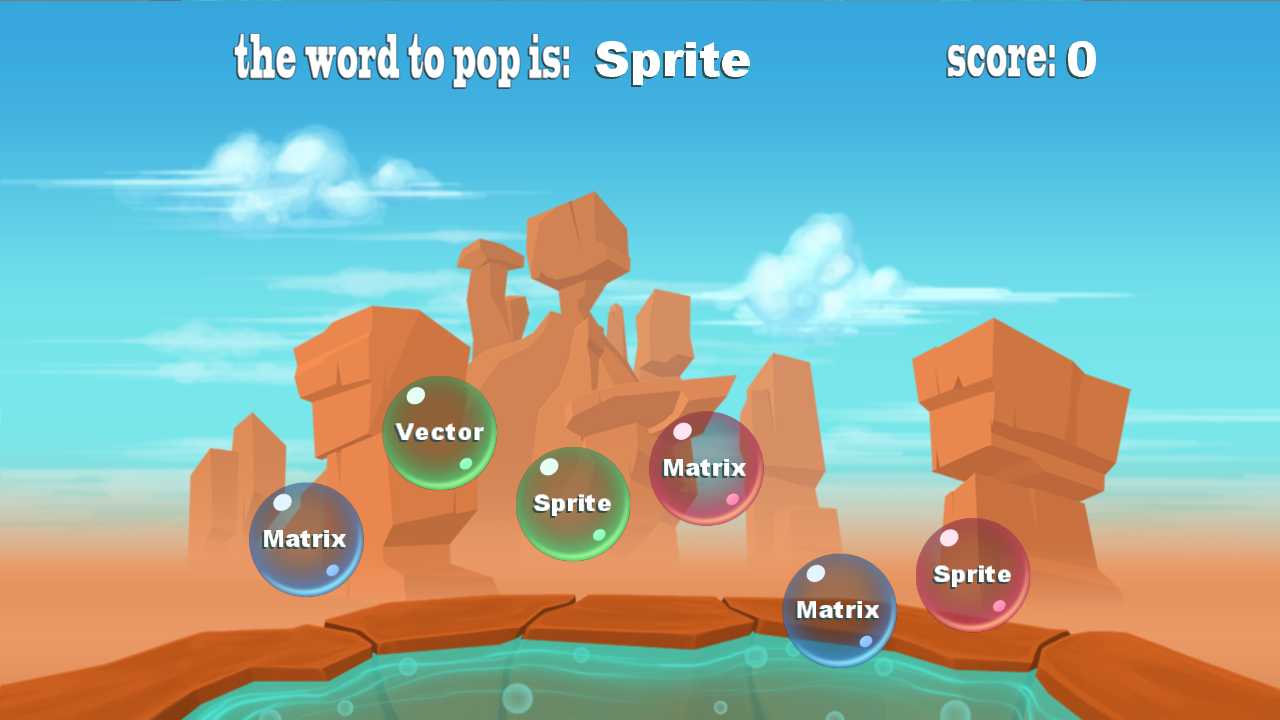 the word to pop is: Sprite
score: 0
Vector
Matrix
Sprite
Matrix
Sprite
Matrix